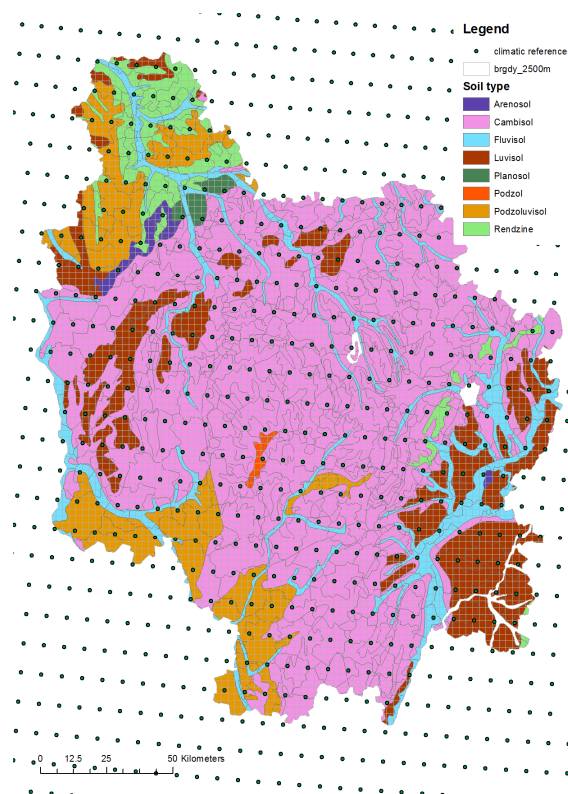 Legend
climatic reference
brgdy_2500m
Soil type
Arenosol
Cambisol
Fluvisol
Luvisol
Planosol
Podzol
Podzoluvisol
Rendzine
0 12.5 25 50 Kilometers